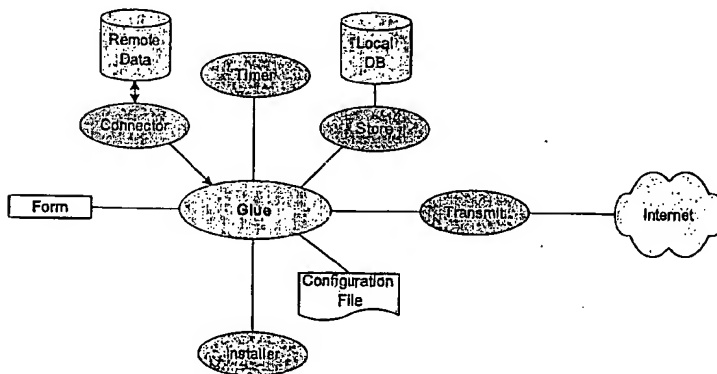 Remote
Data
Timer
Local
DB
Connector
Store
Form
Glue
Transmit
Internet
Configuration
File
Installer